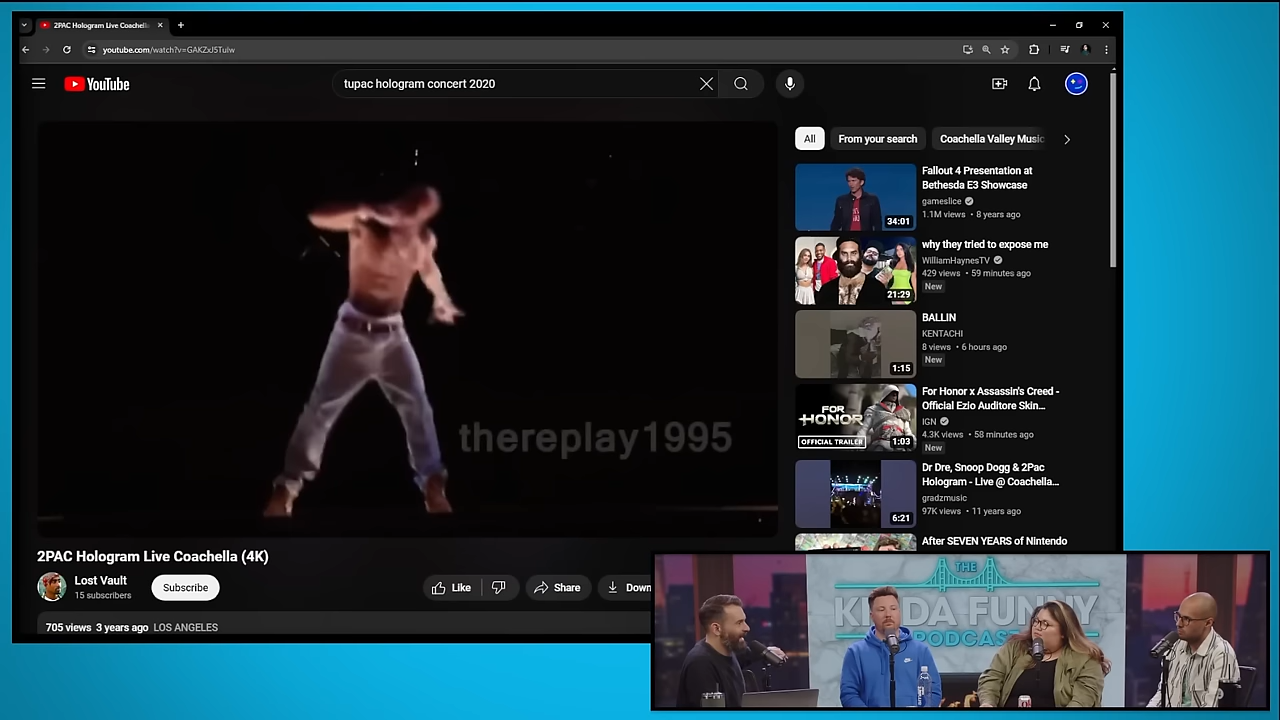 2PAC Hologram Live Coachella
youtube.com/watch?v=GAKZxJ5Tuiw
YouTube
tupac hologram concert 2020
thereplay1995
2PAC Hologram Live Coachella (4K)
Lost Vault
15 subscribers
Subscribe
Like
Share
Down
705 views 3 years ago LOS ANGELES
All
From your search
Coachella Valley Music
34:01
Fallout 4 Presentation at
Bethesda E3 Showcase
gameslice
1.1M views • 8 years ago
21:29
why they tried to expose me
WilliamHaynesTV
429 views • 59 minutes ago
New
1:15
BALLIN
KENTACHI
8 views • 6 hours ago
New
FOR
HONOR
OFFICIAL TRAILER
1:03
For Honor x Assassin's Creed -
Official Ezio Auditore Skin...
IGN
4.3K views • 58 minutes ago
New
6:21
Dr Dre, Snoop Dogg & 2Pac
Hologram - Live @ Coachella...
gradzmusic
97K views • 11 years ago
After SEVEN YEARS of Nintendo
THE
KINDA FUNNY
PODCAST